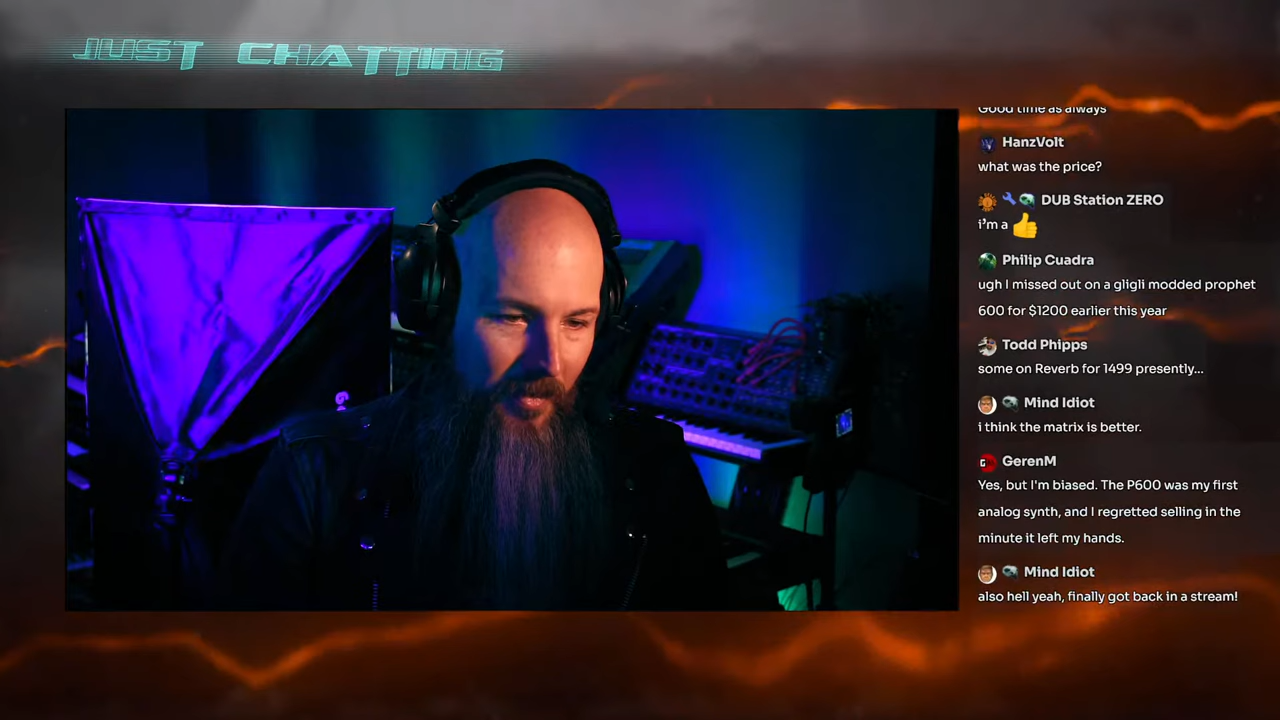 JUST CHATTING
Good time as always
HanzVolt
what was the price?
DUB Station ZERO
i'm a
Philip Cuadra
ugh I missed out on a gligli modded prophet
600 for $1200 earlier this year
Todd Phipps
some on Reverb for 1499 presently...
Mind Idiot
i think the matrix is better.
GerenM
Yes, but I'm biased. The P600 was my first
analog synth, and I regretted selling in the
minute it left my hands.
Mind Idiot
also hell yeah, finally got back in a stream!